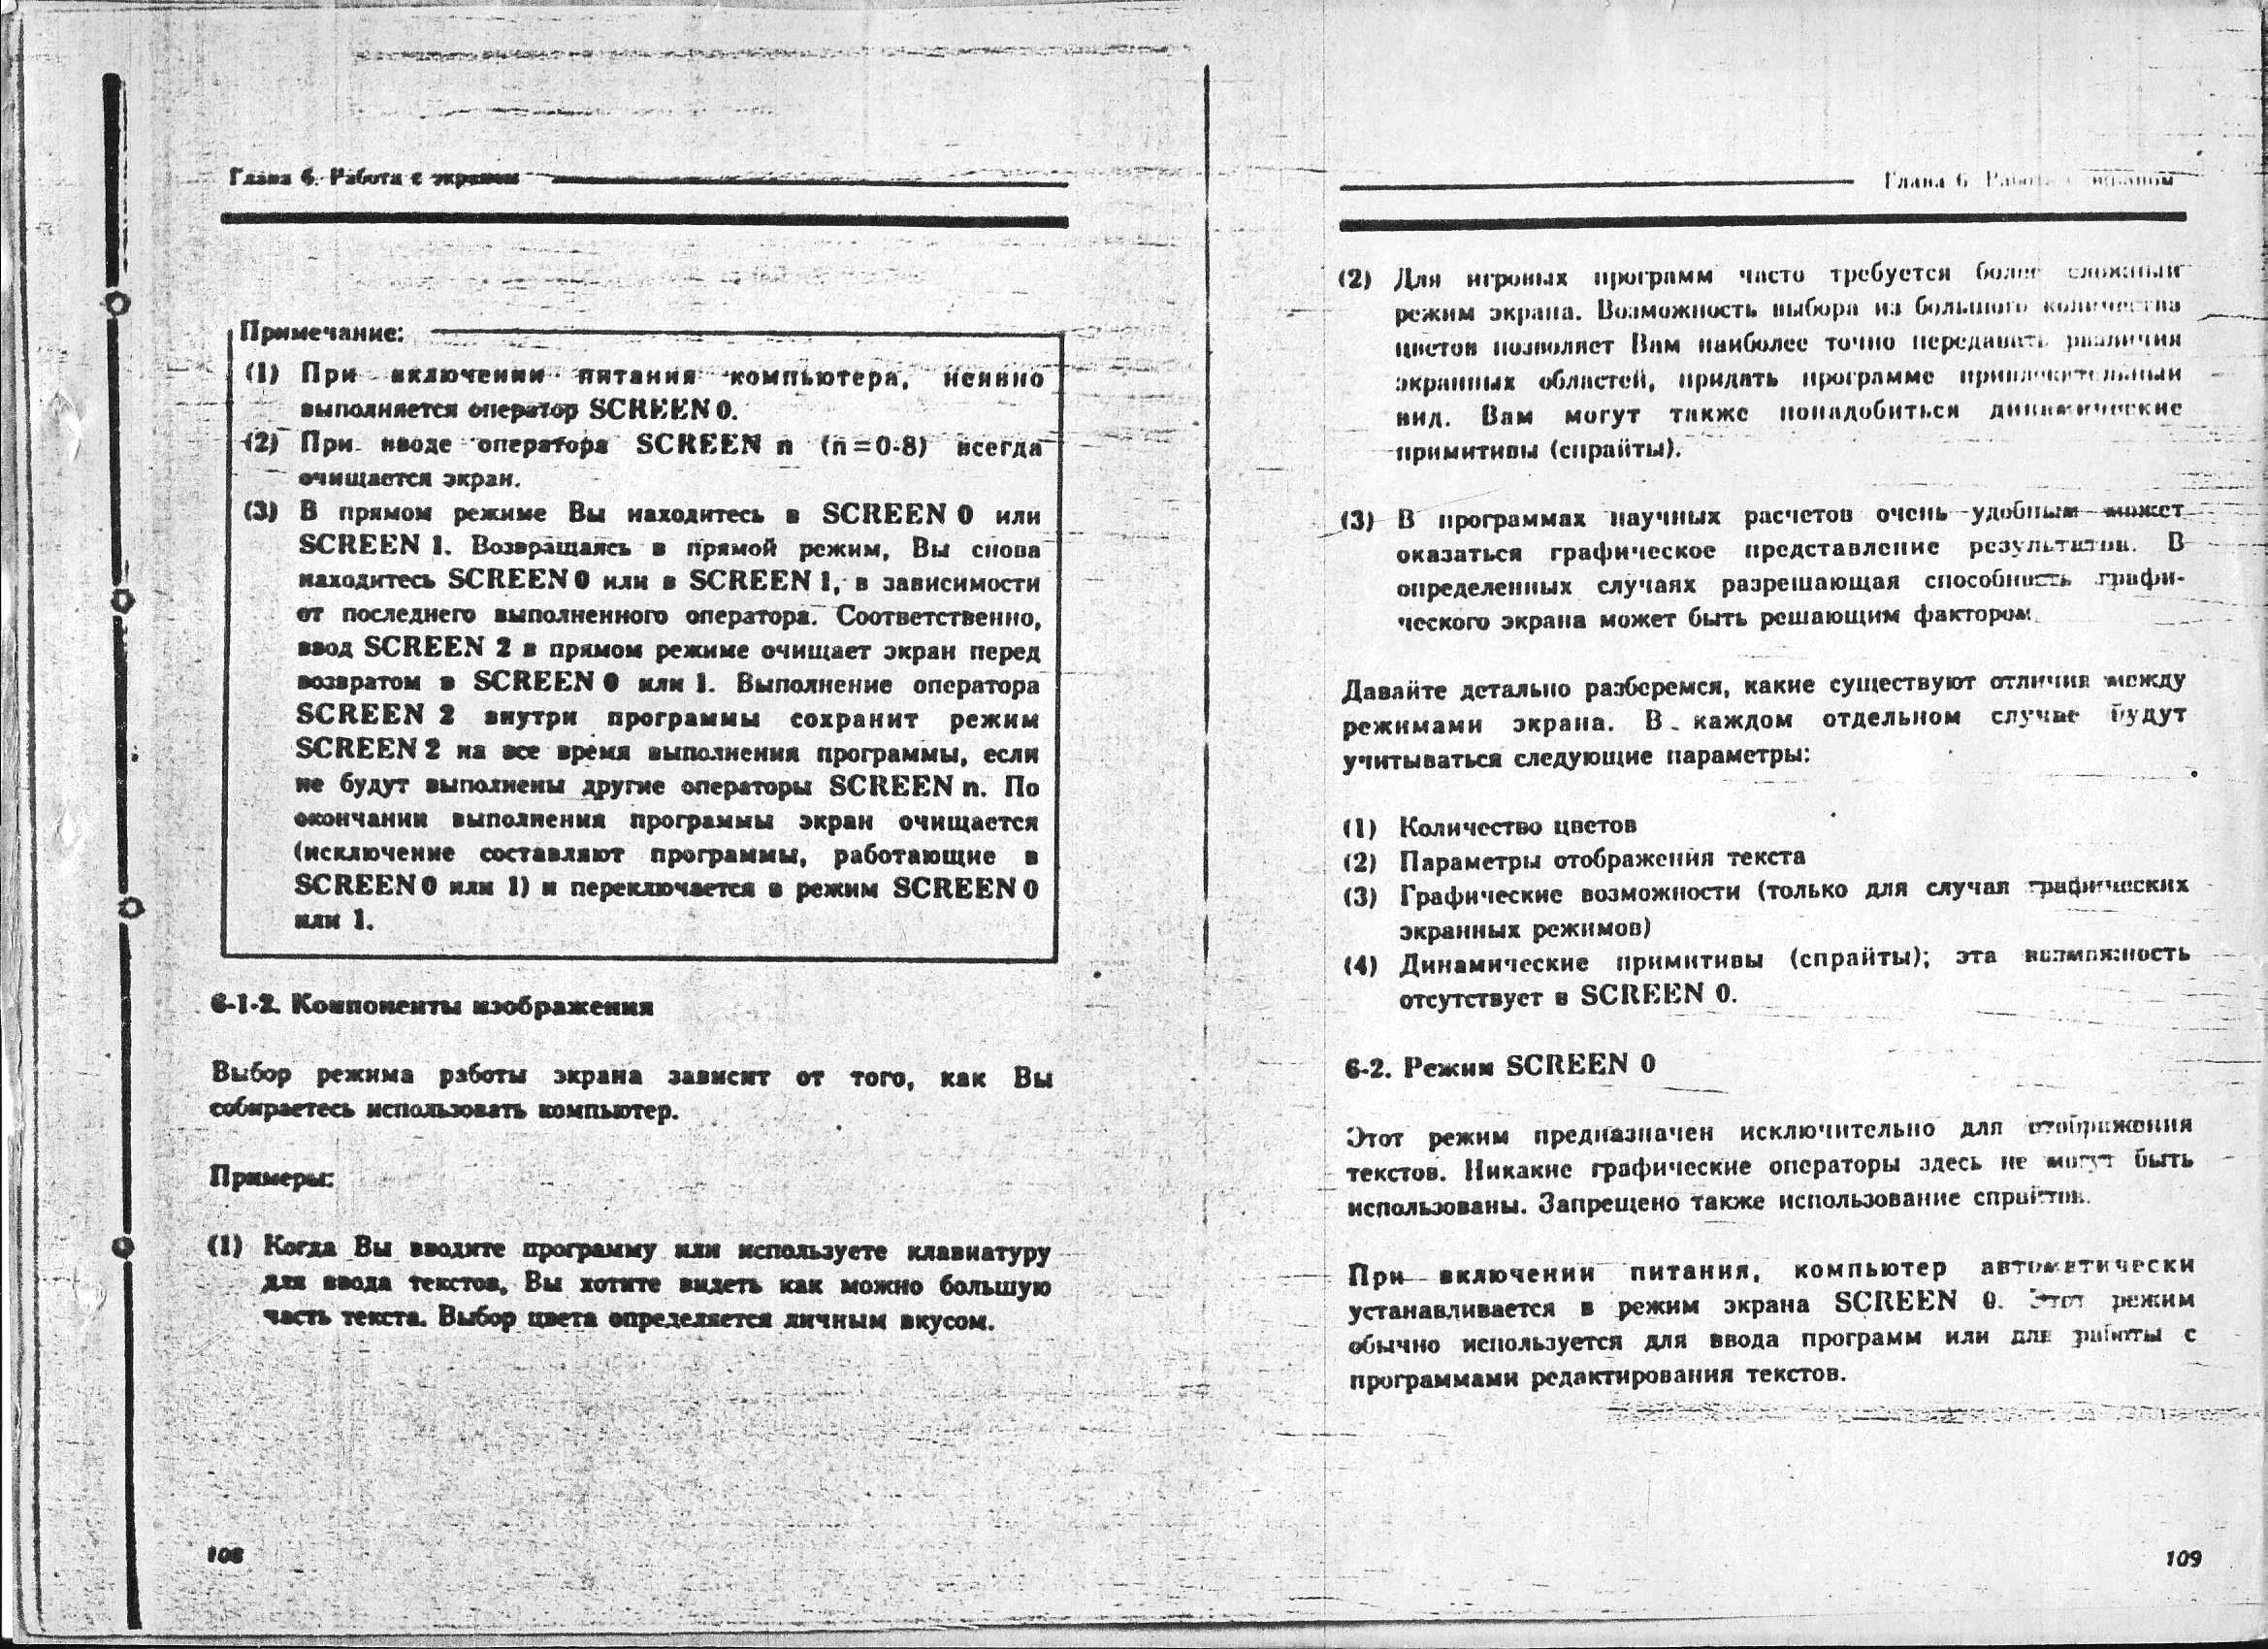 Глава 6. Работа с экраном
Примечание:
(1) При включении питания компьютера, неявно
выполняется оператор SCREEN 0.
(2) При вводе оператора SCREEN n (n=0-8) всегда
очищается экран.
(3) В прямом режиме Вы находитесь в SCREEN 0 или
SCREEN 1. Возвращаясь в прямой режим, Вы снова
находитесь SCREEN 0 или в SCREEN 1, в зависимости
от последнего выполненного оператора. Соответственно,
ввод SCREEN 2 в прямом режиме очищает экран перед
возвратом в SCREEN 0 или 1. Выполнение оператора
SCREEN 2 внутри программы сохранит режим
SCREEN 2 на все время выполнения программы, если
не будут выполнены другие операторы SCREEN n. По
окончании выполнения программы экран очищается
(исключение составляют программы, работающие в
SCREEN 0 или 1) и переключается в режим SCREEN 0
или 1.
6-1-2. Компоненты изображения
Выбор режима работы экрана зависит от того, как Вы
собираетесь использовать компьютер.
Примеры:
(1) Когда Вы вводите программу или используете клавиатуру
для ввода текстов, Вы хотите видеть как можно большую
часть текста. Выбор цвета определяется личным вкусом.
108
Глава 6. Работа с экраном
(2) Для игровых программ часто требуется более сложный
режим экрана. Возможность выбора из большого количества
цветов позволяет Вам наиболее точно передавать различия
экранных областей, придать программе привлекательный
вид. Вам могут также понадобиться динамические
примитивы (спрайты).
(3) В программах научных расчетов очень удобным может
оказаться графическое представление результатов. В
определенных случаях разрешающая способность графи-
ческого экрана может быть решающим фактором.
Давайте детально разберемся, какие существуют отличия между
режимами экрана. В каждом отдельном случае будут
учитываться следующие параметры:
(1) Количество цветов
(2) Параметры отображения текста
(3) Графические возможности (только для случая графических
экранных режимов)
(4) Динамические примитивы (спрайты); эта возможность
отсутствует в SCREEN 0.
6-2. Режим SCREEN 0
Этот режим предназначен исключительно для отображения
текстов. Никакие графические операторы здесь не могут быть
использованы. Запрещено также использование спрайтов.
При включении питания, компьютер автоматически
устанавливается в режим экрана SCREEN 0. Этот режим
обычно используется для ввода программ или для работы с
программами редактирования текстов.
109